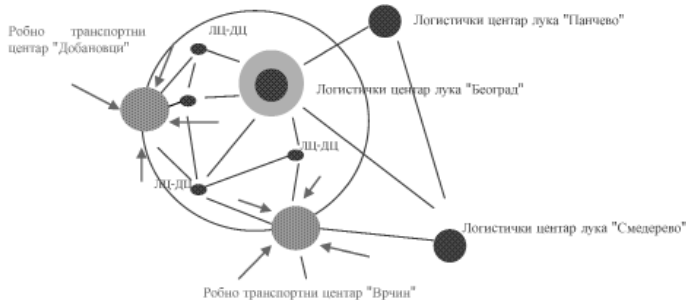 ЛЦ-ДЦ
Логистички центар лука "Панчево"
Робно транспортни
центар "Добановци"
Логистички центар лука "Београд"
ЛЦ-ДЦ
ЛЦ-ДЦ
Логистички центар лука "Смедерево"
Робно транспортни центар "Врчин"